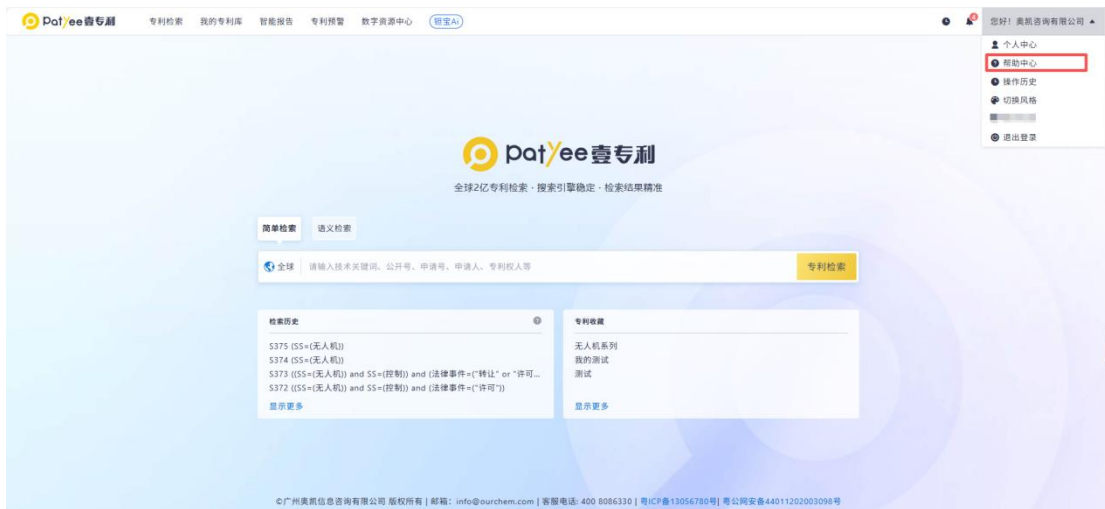 Patyee壹专利 专利检索 我的专利库 智能报告 专利预警 数字资源中心 钽宝Ai 4 您好！奥凯咨询有限公司
个人中心
帮助中心
操作历史
切换风格
退出登录
Patyee壹专利
全球2亿专利检索 · 搜索引擎稳定 · 检索结果精准
简单检索 语义检索
全球 请输入技术关键词、公开号、申请号、申请人、专利权人等 专利检索
检索历史
S375 (SS=(无人机))
S374 (SS=(无人机))
S373 ((SS=(无人机)) and SS=(控制)) and (法律事件=("转让" or "许可...
S372 ((SS=(无人机)) and SS=(控制)) and (法律事件=("许可"))
显示更多
专利收藏
无人机系列
我的测试
测试
显示更多
©广州奥凯信息咨询有限公司 版权所有 | 邮箱：info@ourchem.com | 客服电话: 400 8086330 | 粤ICP备13056780号| 粤公网安备44011202003098号